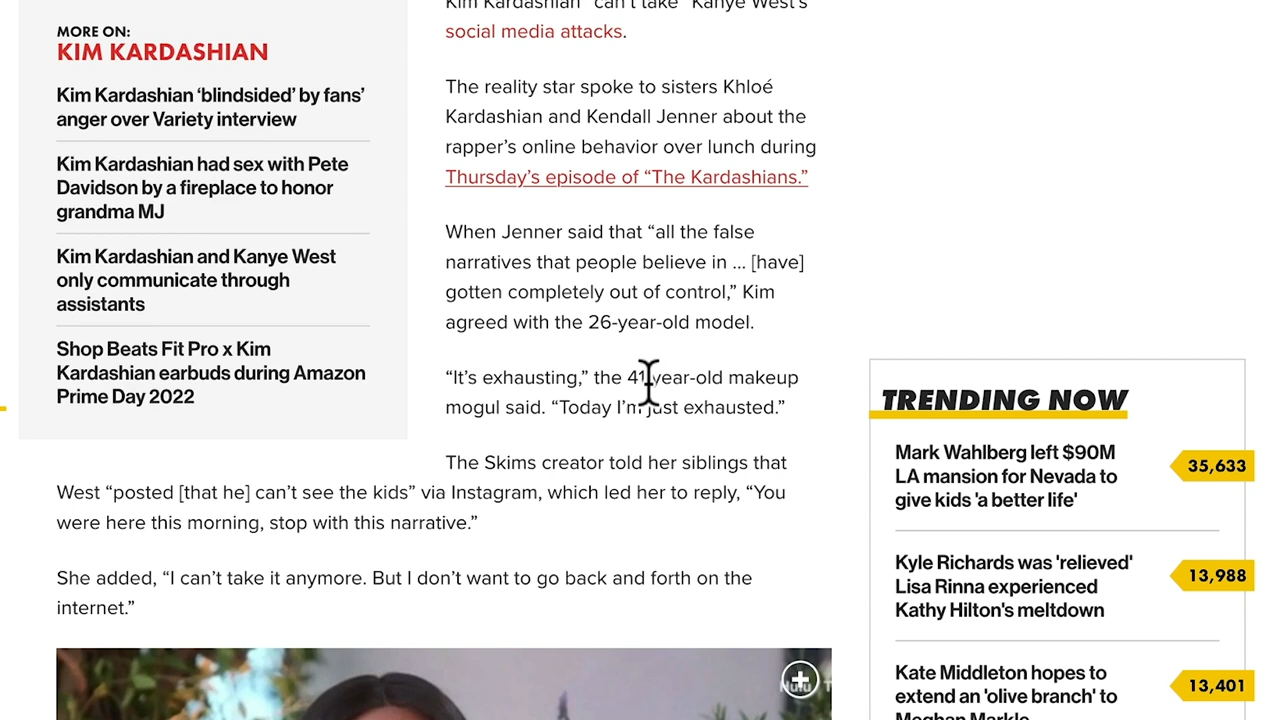 MORE ON:
KIM KARDASHIAN
Kim Kardashian ‘blindsided’ by fans’
anger over Variety interview
Kim Kardashian had sex with Pete
Davidson by a fireplace to honor
grandma MJ
Kim Kardashian and Kanye West
only communicate through
assistants
Shop Beats Fit Pro x Kim
Kardashian earbuds during Amazon
Prime Day 2022
Kim Kardashian “can’t take” Kanye West’s
social media attacks.
The reality star spoke to sisters Khloé
Kardashian and Kendall Jenner about the
rapper’s online behavior over lunch during
Thursday’s episode of “The Kardashians.”
When Jenner said that “all the false
narratives that people believe in ... [have]
gotten completely out of control,” Kim
agreed with the 26-year-old model.
“It’s exhausting,” the 41-year-old makeup
mogul said. “Today I’m just exhausted.”
The Skims creator told her siblings that
West “posted [that he] can’t see the kids” via Instagram, which led her to reply, “You
were here this morning, stop with this narrative.”
She added, “I can’t take it anymore. But I don’t want to go back and forth on the
internet.”
Hulu
TRENDING NOW
Mark Wahlberg left $90M
LA mansion for Nevada to
give kids 'a better life'
35,633
Kyle Richards was 'relieved'
Lisa Rinna experienced
Kathy Hilton's meltdown
13,988
Kate Middleton hopes to
extend an 'olive branch' to
Meghan Markle
13,401